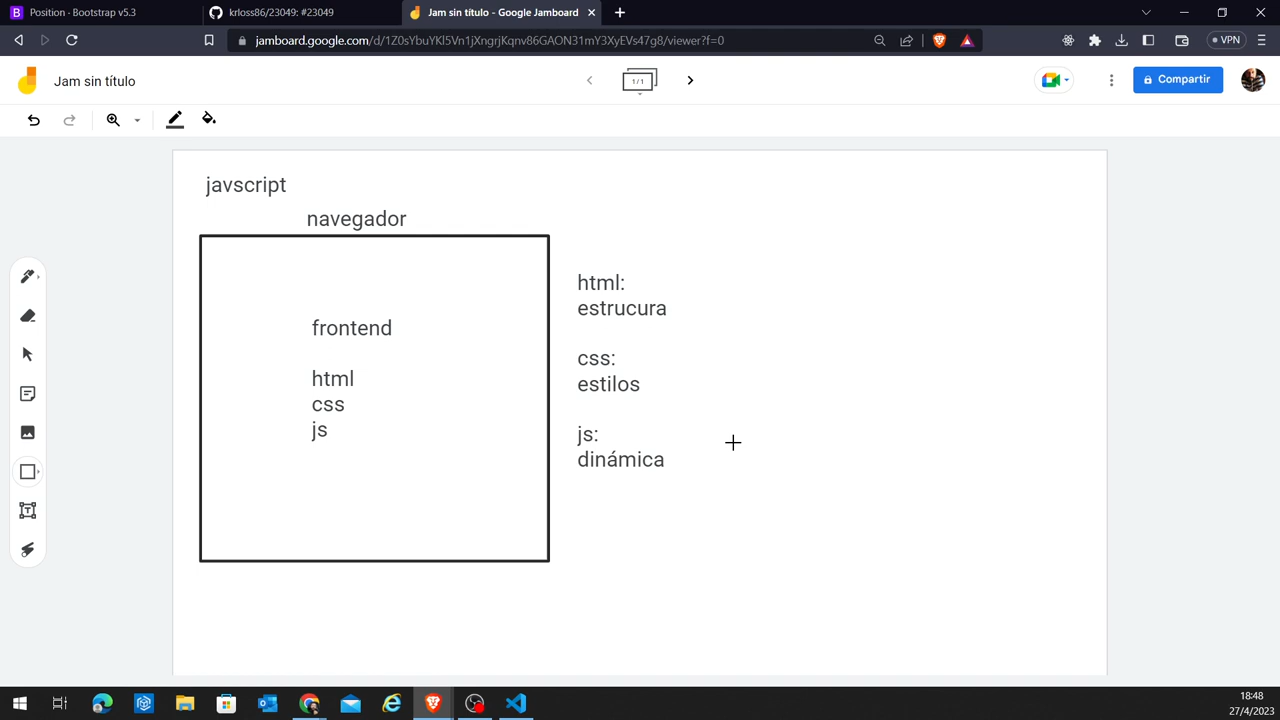 Position - Bootstrap v5.3
krloss86/23049: #23049
Jam sin título - Google Jamboard
jamboard.google.com/d/1Z0sYbuYKl5Vn1jXngrjKqnv86GAON31mY3XyEVs47g8/viewer?f=0
VPN
Jam sin título
1/1
Compartir
javscript
navegador
frontend
html
css
js
html:
estrucura
css:
estilos
js:
dinámica
18:48
27/4/2023